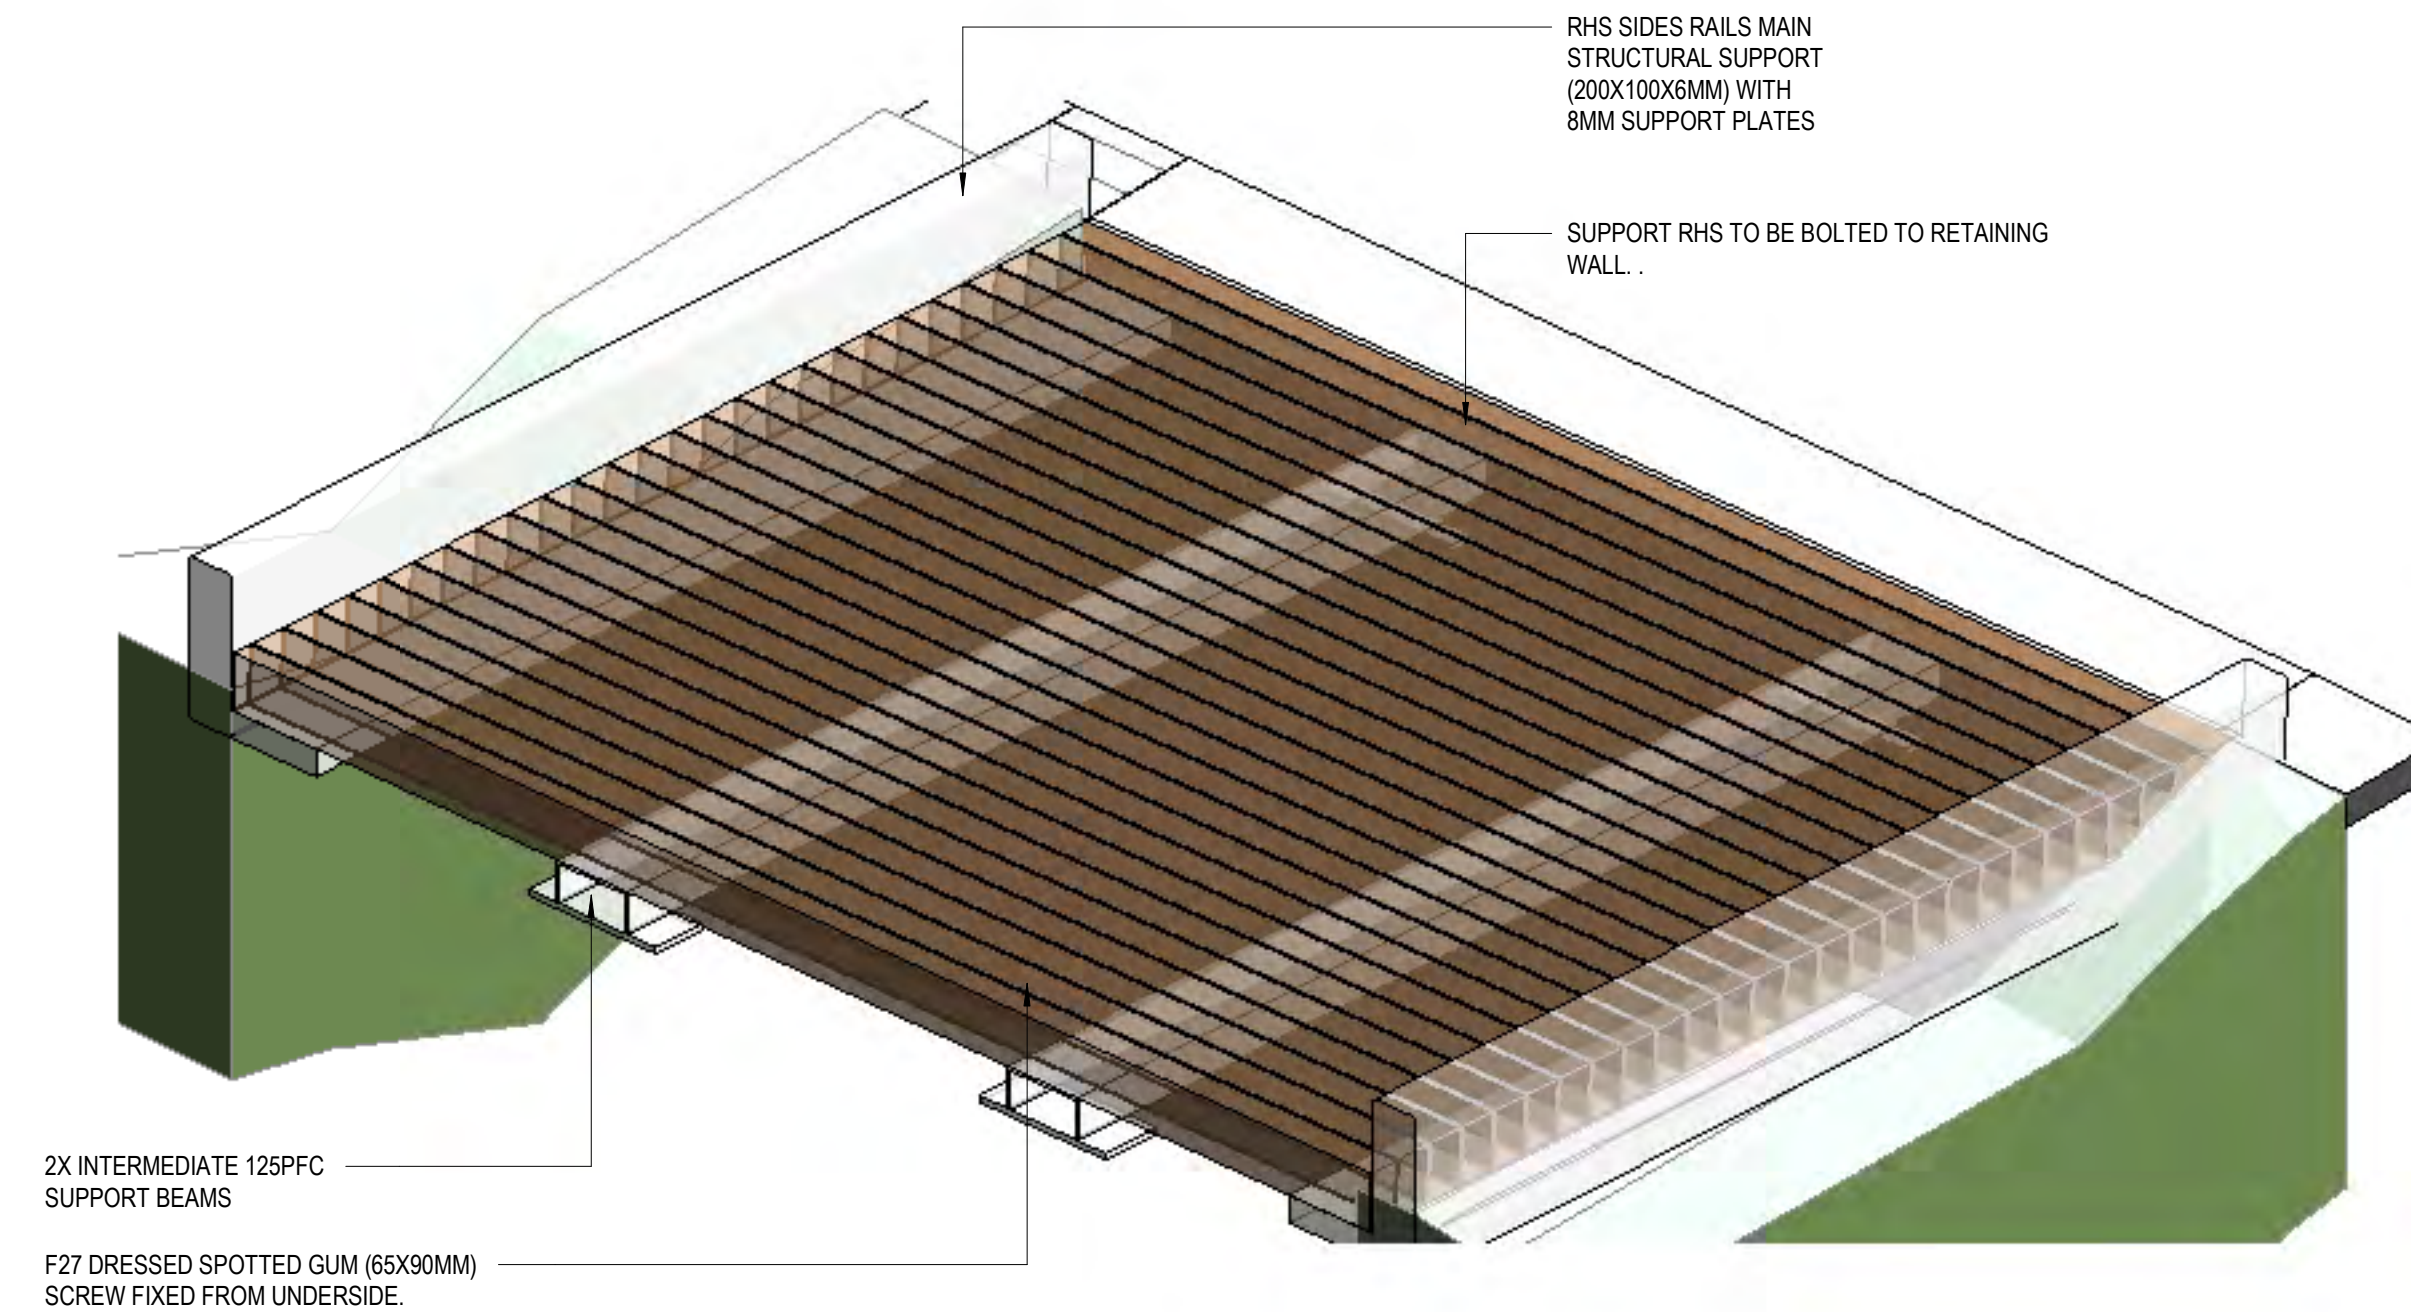 RHS SIDES RAILS MAIN
STRUCTURAL SUPPORT
(200X100X6MM) WITH
8MM SUPPORT PLATES
SUPPORT RHS TO BE BOLTED TO RETAINING
WALL. .
2X INTERMEDIATE 125PFC
SUPPORT BEAMS
F27 DRESSED SPOTTED GUM (65X90MM)
SCREW FIXED FROM UNDERSIDE.